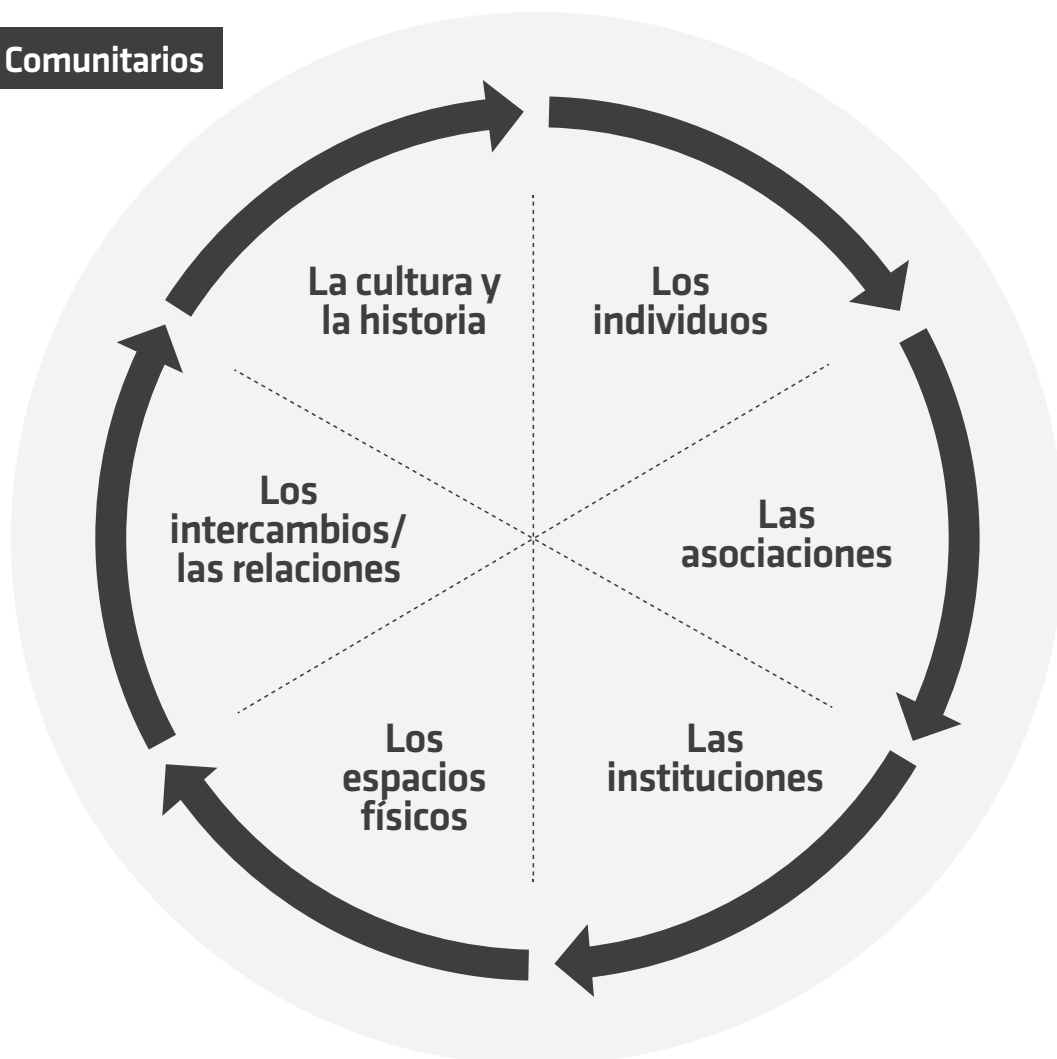 Comunitarios
La cultura y
la historia
Los
individuos
Los
intercambios/
las relaciones
Las
asociaciones
Los
espacios
físicos
Las
instituciones